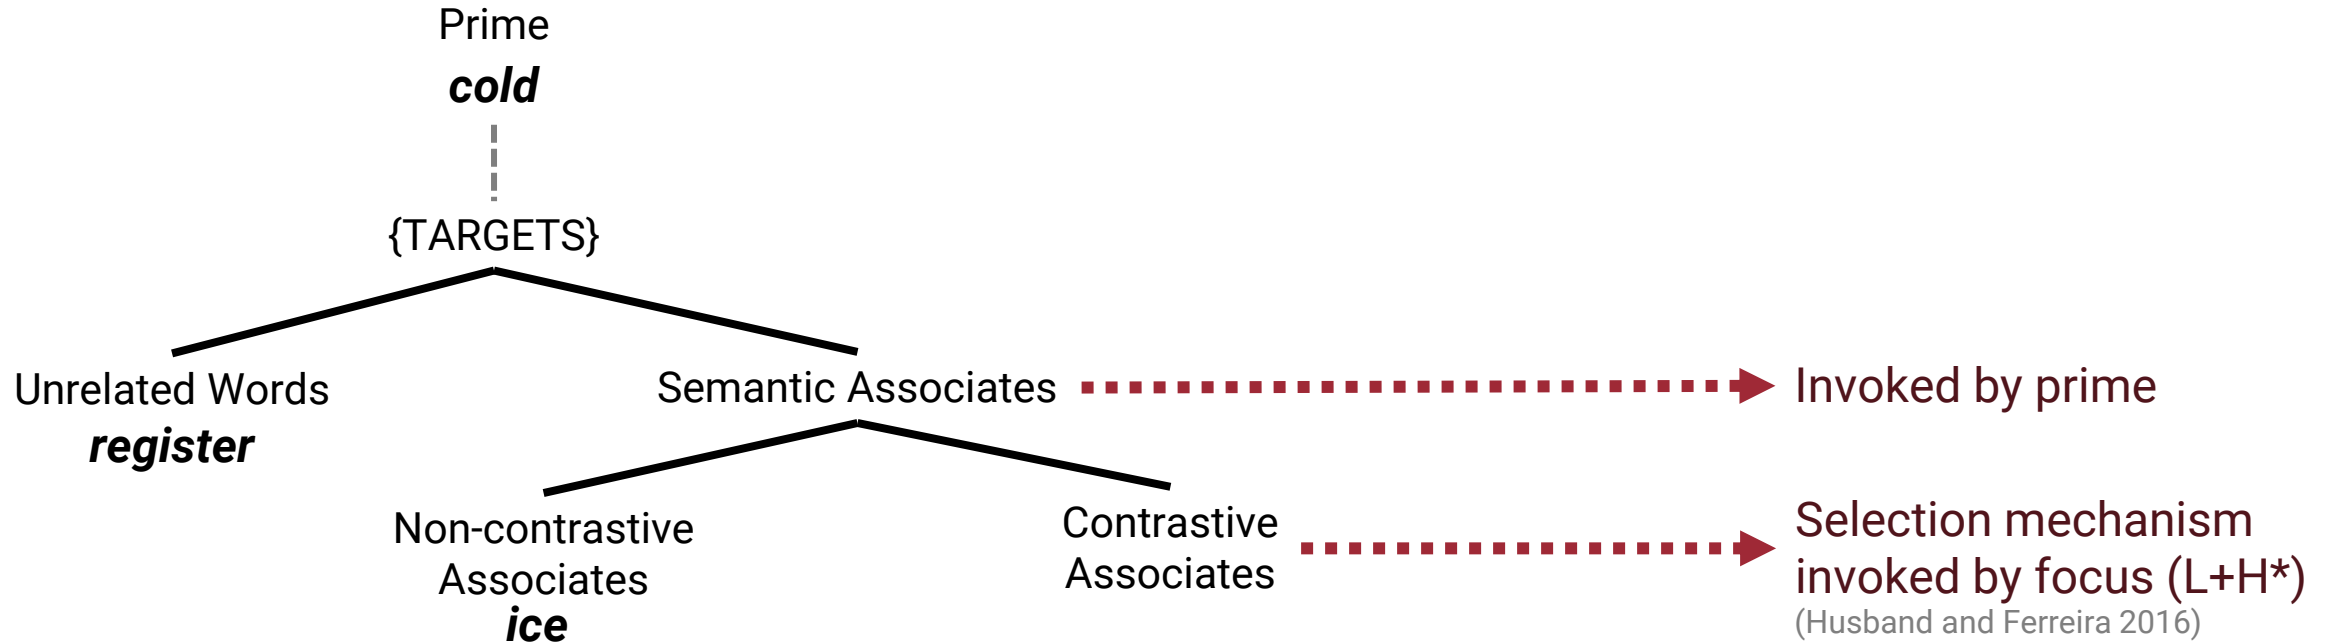 Prime
cold
{TARGETS}
Unrelated Words
register
Semantic Associates
Invoked by prime
Non-contrastive
Associates
ice
Contrastive
Associates
Selection mechanism
invoked by focus (L+H*)
(Husband and Ferreira 2016)